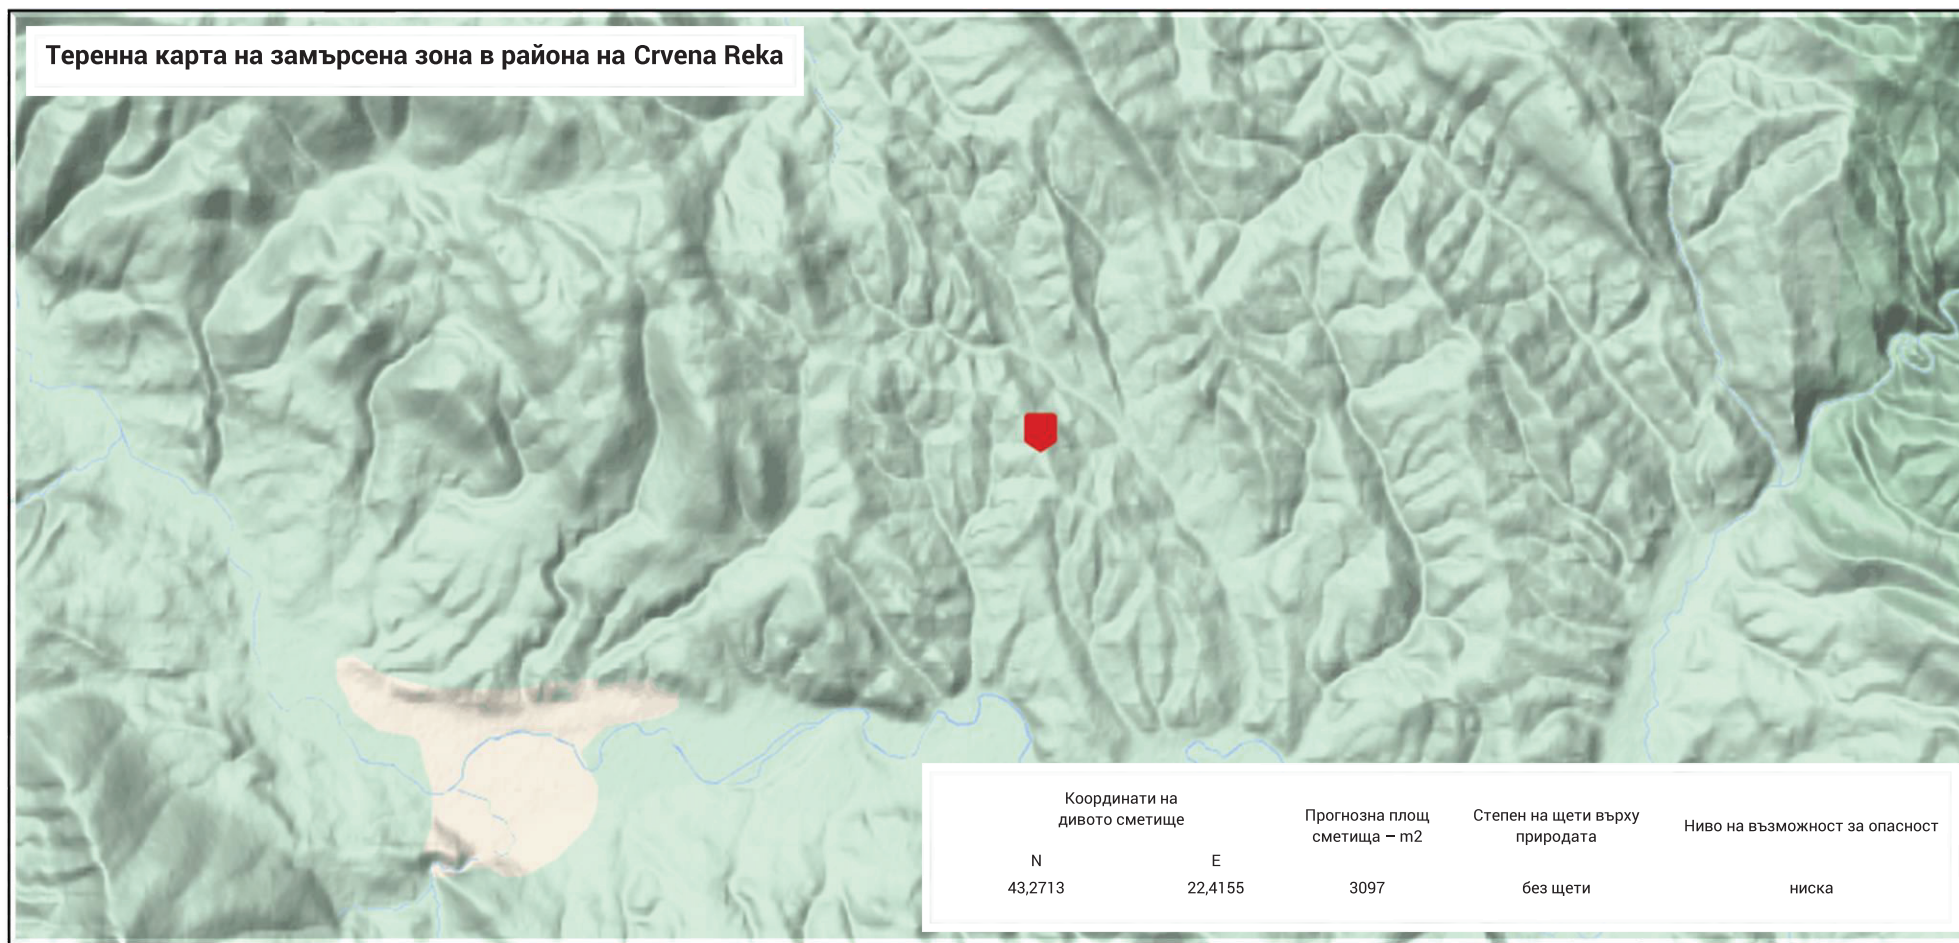 Теренна карта на замърсена зона в района на Crvena Reka
Координати на
дивото сметище
Прогнозна площ
сметища – m2
Степен на щети върху
природата
Ниво на възможност за опасност
N
E
43,2713
22,4155
3097
без щети
ниска